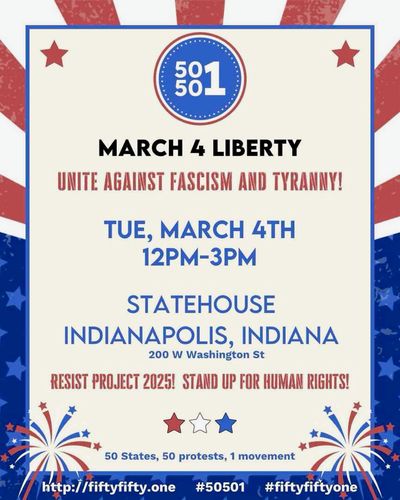 50
50
1
MARCH 4 LIBERTY
UNITE AGAINST FASCISM AND TYRANNY!
TUE, MARCH 4TH
12PM-3PM
STATEHOUSE
INDIANAPOLIS, INDIANA
200 W Washington St
RESIST PROJECT 2025! STAND UP FOR HUMAN RIGHTS!
50 States, 50 protests, 1 movement
http://fiftyfifty.one #50501 #fiftyfiftyone